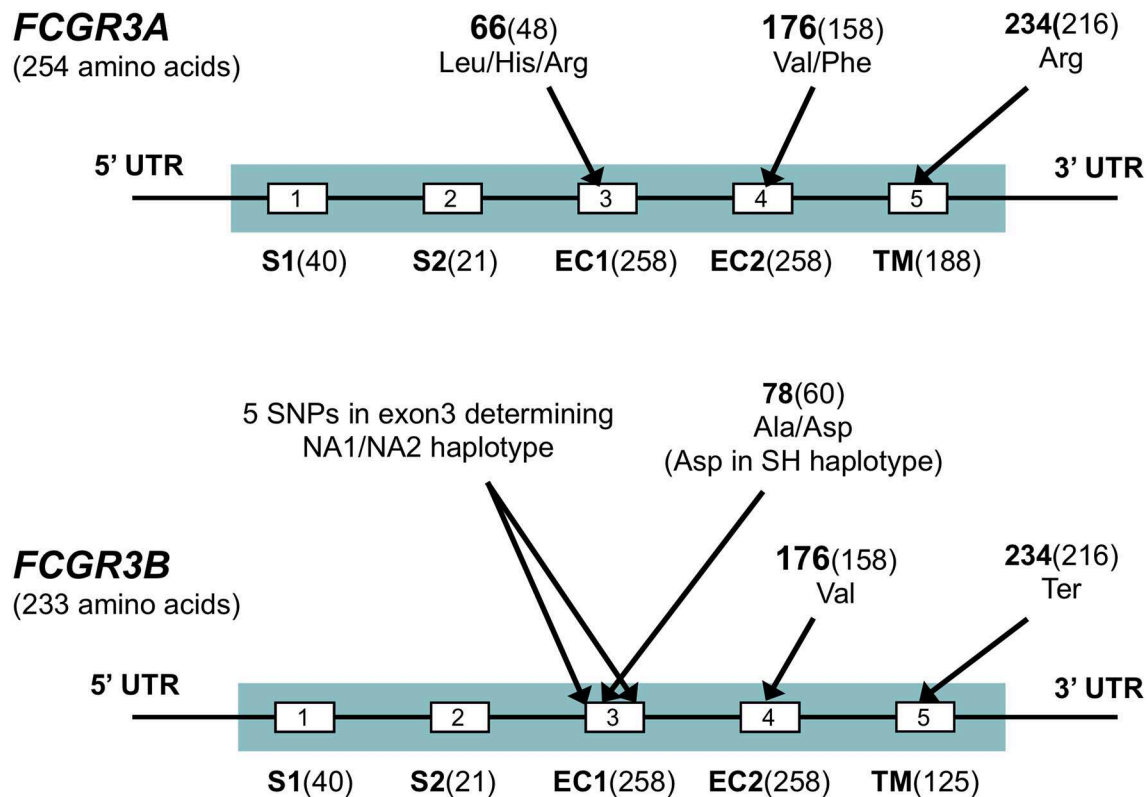 FCGR3A
(254 amino acids)
66(48)
Leu/His/Arg
176(158)
Val/Phe
234(216)
Arg
5’ UTR
3’ UTR
1
2
3
4
5
S1(40)
S2(21)
EC1(258)
EC2(258)
TM(188)
5 SNPs in exon3 determining
NA1/NA2 haplotype
78(60)
Ala/Asp
(Asp in SH haplotype)
FCGR3B
(233 amino acids)
176(158)
Val
234(216)
Ter
5’ UTR
3’ UTR
1
2
3
4
5
S1(40)
S2(21)
EC1(258)
EC2(258)
TM(125)